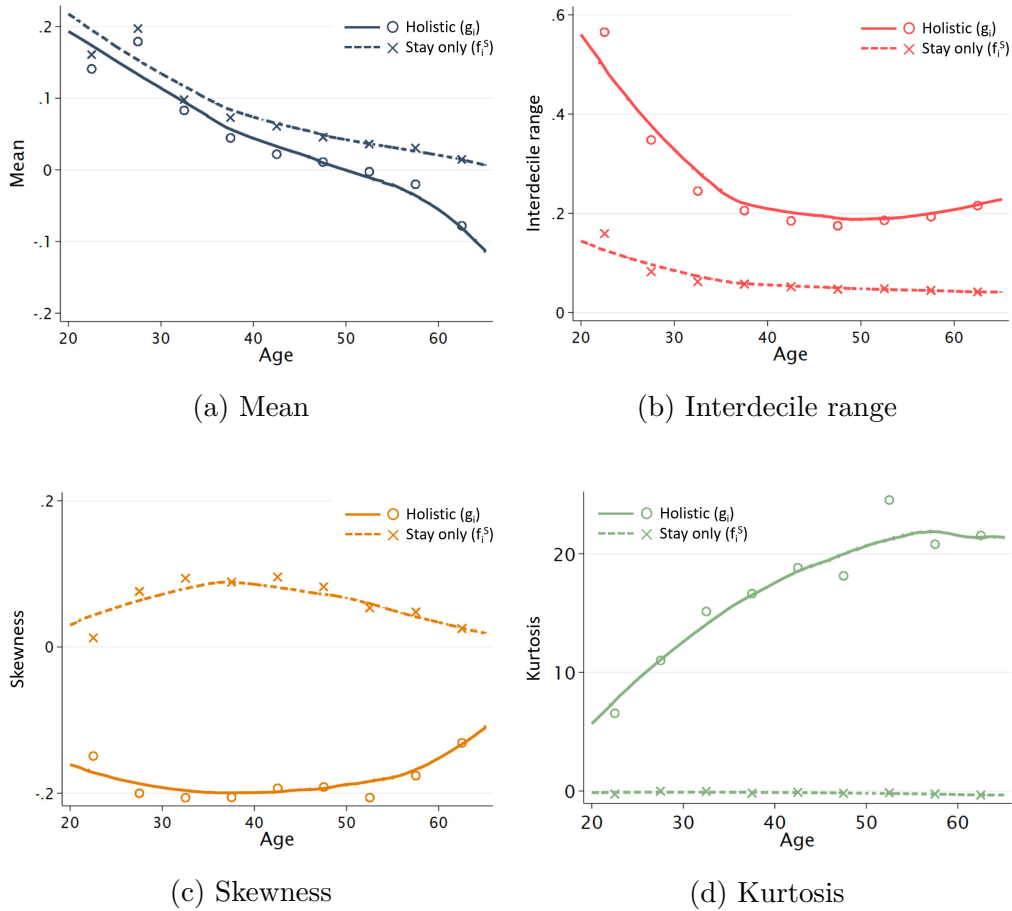 .2
.1
0
-.1
-.2
Mean
20 30 40 50 60
Age
Holistic (gᵢ)
Stay only (fᵢˢ)
(a) Mean
.6
.4
.2
0
Interdecile range
20 30 40 50 60
Age
Holistic (gᵢ)
Stay only (fᵢˢ)
(b) Interdecile range
.2
0
-.2
Skewness
20 30 40 50 60
Age
Holistic (gᵢ)
Stay only (fᵢˢ)
(c) Skewness
20
10
0
Kurtosis
20 30 40 50 60
Age
Holistic (gᵢ)
Stay only (fᵢˢ)
(d) Kurtosis